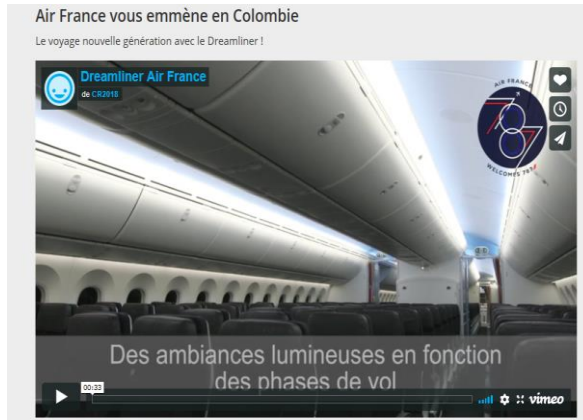 Air France vous emmène en Colombie
Le voyage nouvelle génération avec le Dreamliner !
Dreamliner Air France
de CR2018
AIR FRANCE
787
WELCOMES 787
Des ambiances lumineuses en fonction
des phases de vol
00:33
vimeo